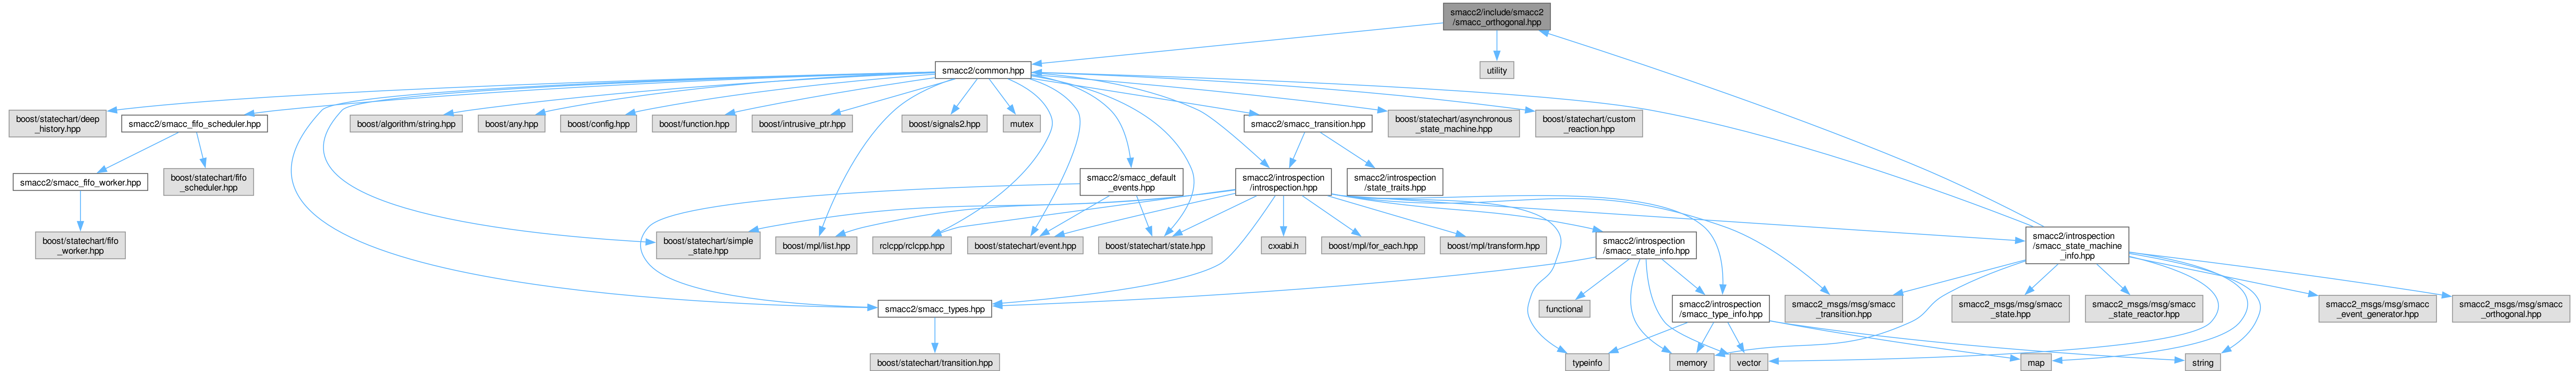 smacc2/include/smacc2
/smacc_orthogonal.hpp
smacc2/common.hpp
utility
boost/statechart/deep
_history.hpp
smacc2/smacc_fifo_scheduler.hpp
boost/algorithm/string.hpp
boost/any.hpp
boost/config.hpp
boost/function.hpp
boost/intrusive_ptr.hpp
boost/signals2.hpp
mutex
smacc2/smacc_transition.hpp
boost/statechart/asynchronous
_state_machine.hpp
boost/statechart/custom
_reaction.hpp
smacc2/smacc_fifo_worker.hpp
boost/statechart/fifo
_scheduler.hpp
smacc2/smacc_default
_events.hpp
smacc2/introspection
/introspection.hpp
smacc2/introspection
/state_traits.hpp
boost/statechart/fifo
_worker.hpp
boost/statechart/simple
_state.hpp
boost/mpl/list.hpp
rclcpp/rclcpp.hpp
boost/statechart/event.hpp
boost/statechart/state.hpp
cxxabi.h
boost/mpl/for_each.hpp
boost/mpl/transform.hpp
smacc2/introspection
/smacc_state_info.hpp
smacc2/introspection
/smacc_state_machine
_info.hpp
smacc2/smacc_types.hpp
functional
smacc2/introspection
/smacc_type_info.hpp
smacc2_msgs/msg/smacc
_transition.hpp
smacc2_msgs/msg/smacc
_state.hpp
smacc2_msgs/msg/smacc
_state_reactor.hpp
smacc2_msgs/msg/smacc
_event_generator.hpp
smacc2_msgs/msg/smacc
_orthogonal.hpp
boost/statechart/transition.hpp
typeinfo
memory
vector
map
string